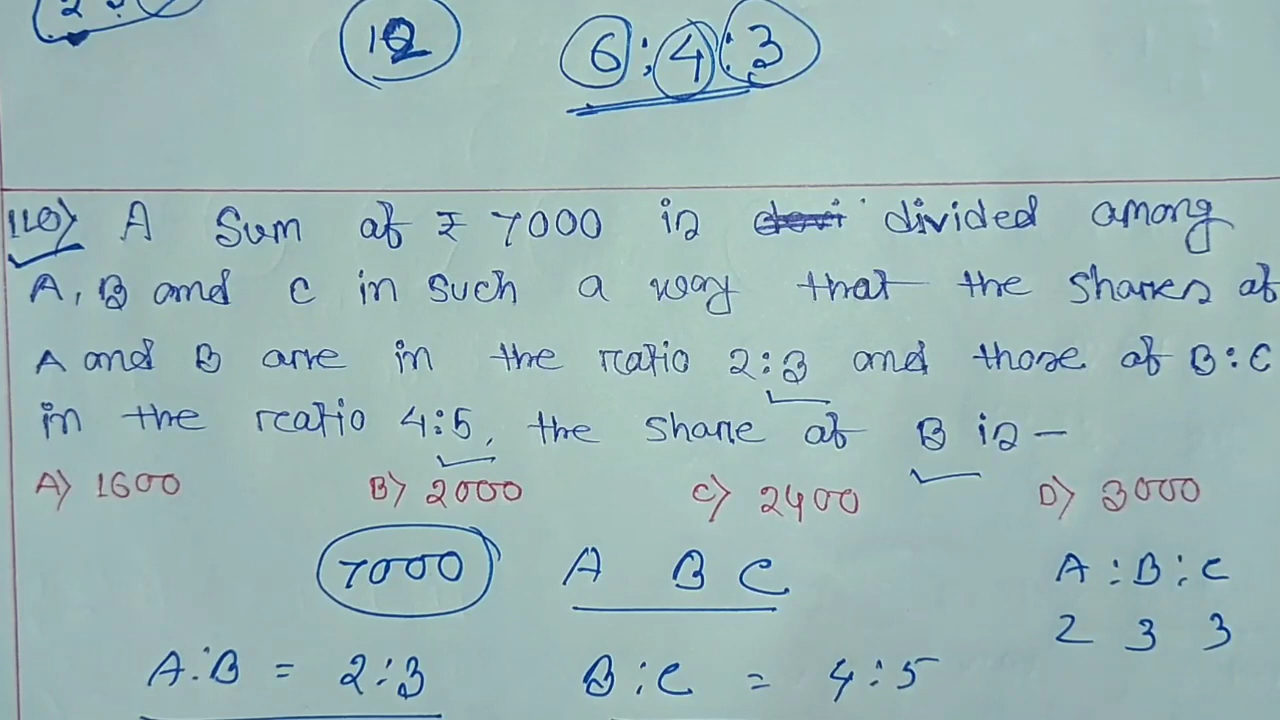 12 6:4:3
110) A Sum of ₹ 7000 is divided among
A, B and C in such a way that the shares of
A and B are in the ratio 2:3 and those of B:C
in the ratio 4:5, the share of B is -
A) 1600 B) 2000 C) 2400 D) 3000
7000 A B C A:B:C
2 3 3
A:B = 2:3 B:C = 4:5